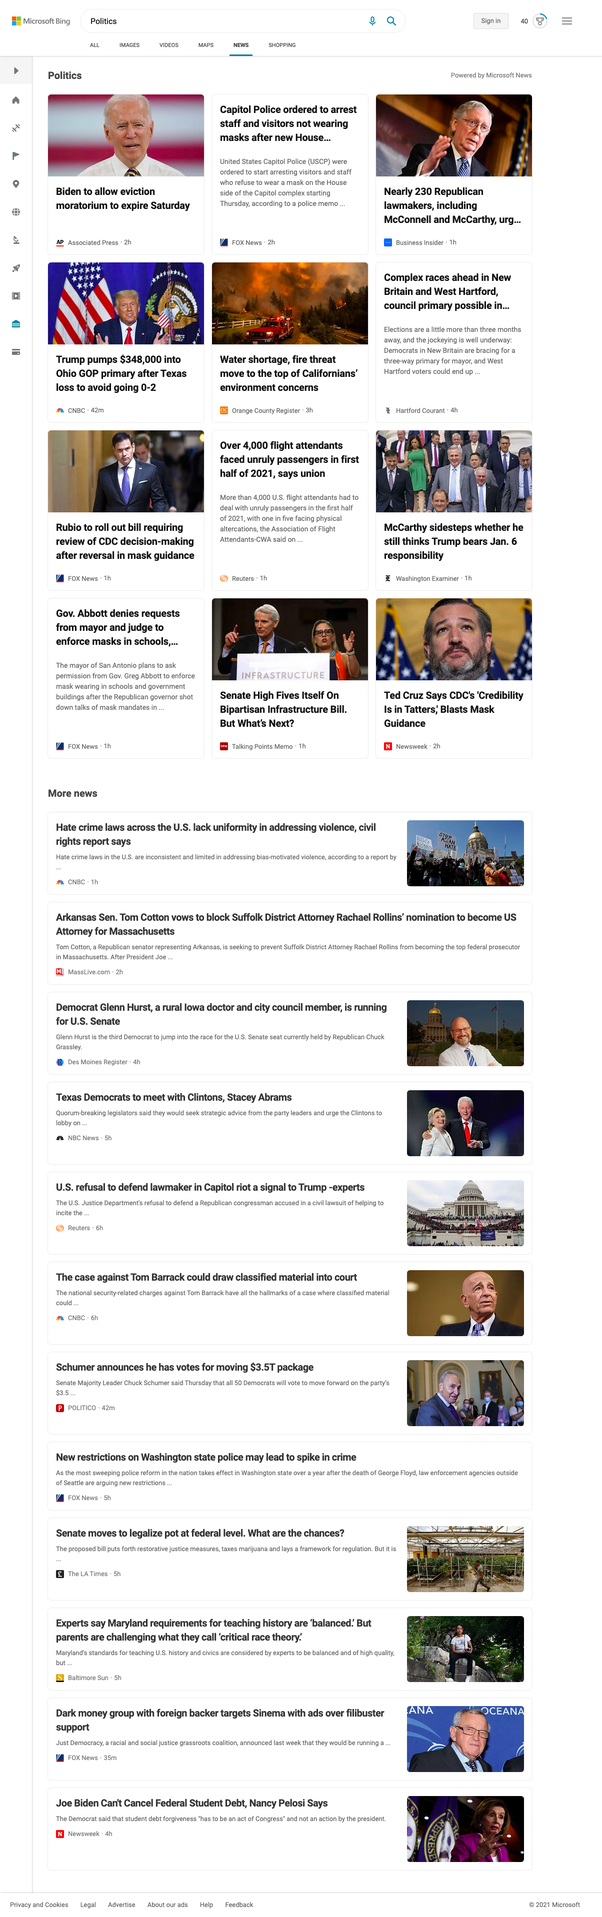 Microsoft Bing
Politics
Sign in
40
ALL
IMAGES
VIDEOS
MAPS
NEWS
SHOPPING
Politics
Powered by Microsoft News
Biden to allow eviction
moratorium to expire Saturday
AP Associated Press · 2h
Capitol Police ordered to arrest
staff and visitors not wearing
masks after new House...
United States Capitol Police (USCP) were
ordered to start arresting visitors and staff
who refuse to wear a mask on the House
side of the Capitol complex starting
Thursday, according to a police memo ...
FOX News · 2h
Nearly 230 Republican
lawmakers, including
McConnell and McCarthy, urg...
Business Insider · 1h
Trump pumps $348,000 into
Ohio GOP primary after Texas
loss to avoid going 0-2
CNBC · 42m
Water shortage, fire threat
move to the top of Californians'
environment concerns
Orange County Register · 3h
Complex races ahead in New
Britain and West Hartford,
council primary possible in...
Elections are a little more than three months
away, and the jockeying is well underway:
Democrats in New Britain are bracing for a
three-way primary for mayor, and West
Hartford voters could end up ...
Hartford Courant · 4h
Rubio to roll out bill requiring
review of CDC decision-making
after reversal in mask guidance
FOX News · 1h
Over 4,000 flight attendants
faced unruly passengers in first
half of 2021, says union
More than 4,000 U.S. flight attendants had to
deal with unruly passengers in the first half
of 2021, with one in five facing physical
altercations, the Association of Flight
Attendants-CWA said on ...
Reuters · 1h
McCarthy sidesteps whether he
still thinks Trump bears Jan. 6
responsibility
Washington Examiner · 1h
Gov. Abbott denies requests
from mayor and judge to
enforce masks in schools,...
The mayor of San Antonio plans to ask
permission from Gov. Greg Abbott to enforce
mask wearing in schools and government
buildings after the Republican governor shot
down talks of mask mandates in ...
FOX News · 1h
INFRASTRUCTURE
Senate High Fives Itself On
Bipartisan Infrastructure Bill.
But What's Next?
Talking Points Memo · 1h
Ted Cruz Says CDC's 'Credibility
Is in Tatters,' Blasts Mask
Guidance
Newsweek · 2h
More news
Hate crime laws across the U.S. lack uniformity in addressing violence, civil
rights report says
Hate crime laws in the U.S. are inconsistent and limited in addressing bias-motivated violence, according to a report by
...
CNBC · 1h
Arkansas Sen. Tom Cotton vows to block Suffolk District Attorney Rachael Rollins' nomination to become US
Attorney for Massachusetts
Tom Cotton, a Republican senator representing Arkansas, is seeking to prevent Suffolk District Attorney Rachael Rollins from becoming the top federal prosecutor
in Massachusetts. After President Joe ...
MassLive.com · 2h
Democrat Glenn Hurst, a rural Iowa doctor and city council member, is running
for U.S. Senate
Glenn Hurst is the third Democrat to jump into the race for the U.S. Senate seat currently held by Republican Chuck
Grassley.
Des Moines Register · 4h
Texas Democrats to meet with Clintons, Stacey Abrams
Quorum-breaking legislators said they would seek strategic advice from the party leaders and urge the Clintons to
lobby on ...
NBC News · 5h
U.S. refusal to defend lawmaker in Capitol riot a signal to Trump -experts
The U.S. Justice Department's refusal to defend a Republican congressman accused in a civil lawsuit of helping to
incite the ...
Reuters · 6h
The case against Tom Barrack could draw classified material into court
The national security-related charges against Tom Barrack have all the hallmarks of a case where classified material
could ...
CNBC · 6h
Schumer announces he has votes for moving $3.5T package
Senate Majority Leader Chuck Schumer said Thursday that all 50 Democrats will vote to move forward on the party's
$3.5 ...
POLITICO · 42m
New restrictions on Washington state police may lead to spike in crime
As the most sweeping police reform in the nation takes effect in Washington state over a year after the death of George Floyd, law enforcement agencies outside
of Seattle are arguing new restrictions ...
FOX News · 5h
Senate moves to legalize pot at federal level. What are the chances?
The proposed bill puts forth restorative justice measures, taxes marijuana and lays a framework for regulation. But it is
...
The LA Times · 5h
Experts say Maryland requirements for teaching history are 'balanced.' But
parents are challenging what they call 'critical race theory.'
Maryland's standards for teaching U.S. history and civics are considered by experts to be balanced and of high quality,
but ...
Baltimore Sun · 5h
Dark money group with foreign backer targets Sinema with ads over filibuster
support
Just Democracy, a racial and social justice grassroots coalition, announced last week that they would be running a ...
FOX News · 35m
OCEANA
Joe Biden Can't Cancel Federal Student Debt, Nancy Pelosi Says
The Democrat said that student debt forgiveness "has to be an act of Congress" and not an action by the president.
Newsweek · 4h
Privacy and Cookies
Legal
Advertise
About our ads
Help
Feedback
© 2021 Microsoft